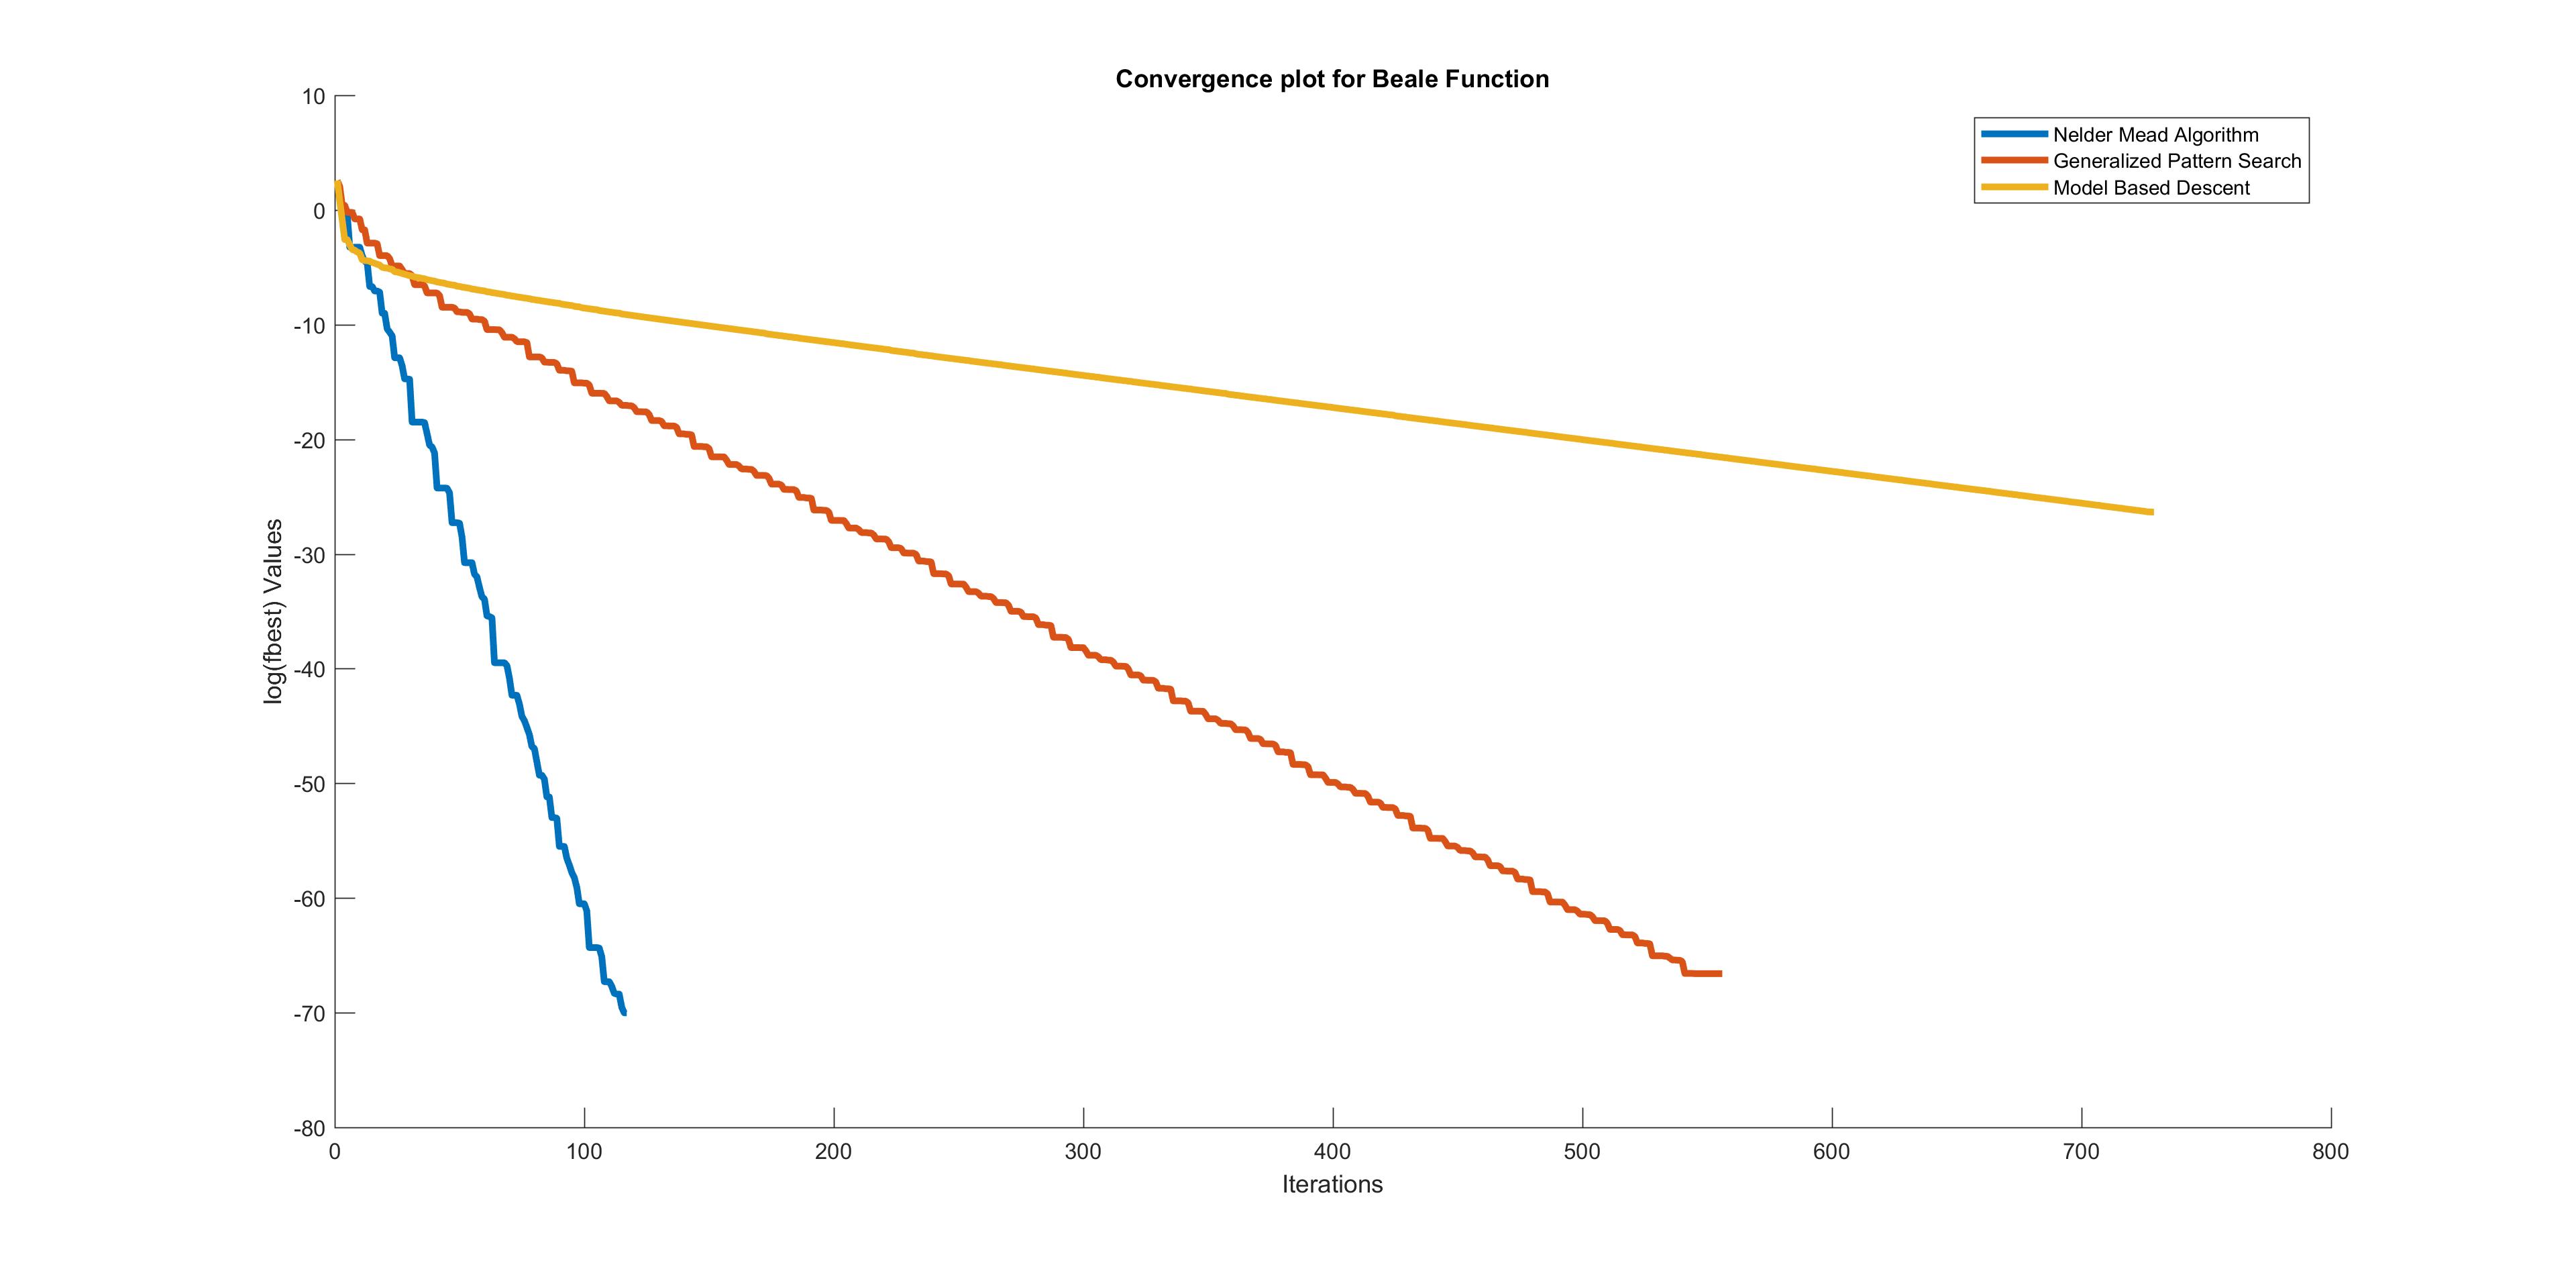 Convergence plot for Beale Function
Nelder Mead Algorithm
Generalized Pattern Search
Model Based Descent
log(fbest) Values
10
0
-10
-20
-30
-40
-50
-60
-70
-80
0 100 200 300 400 500 600 700 800
Iterations